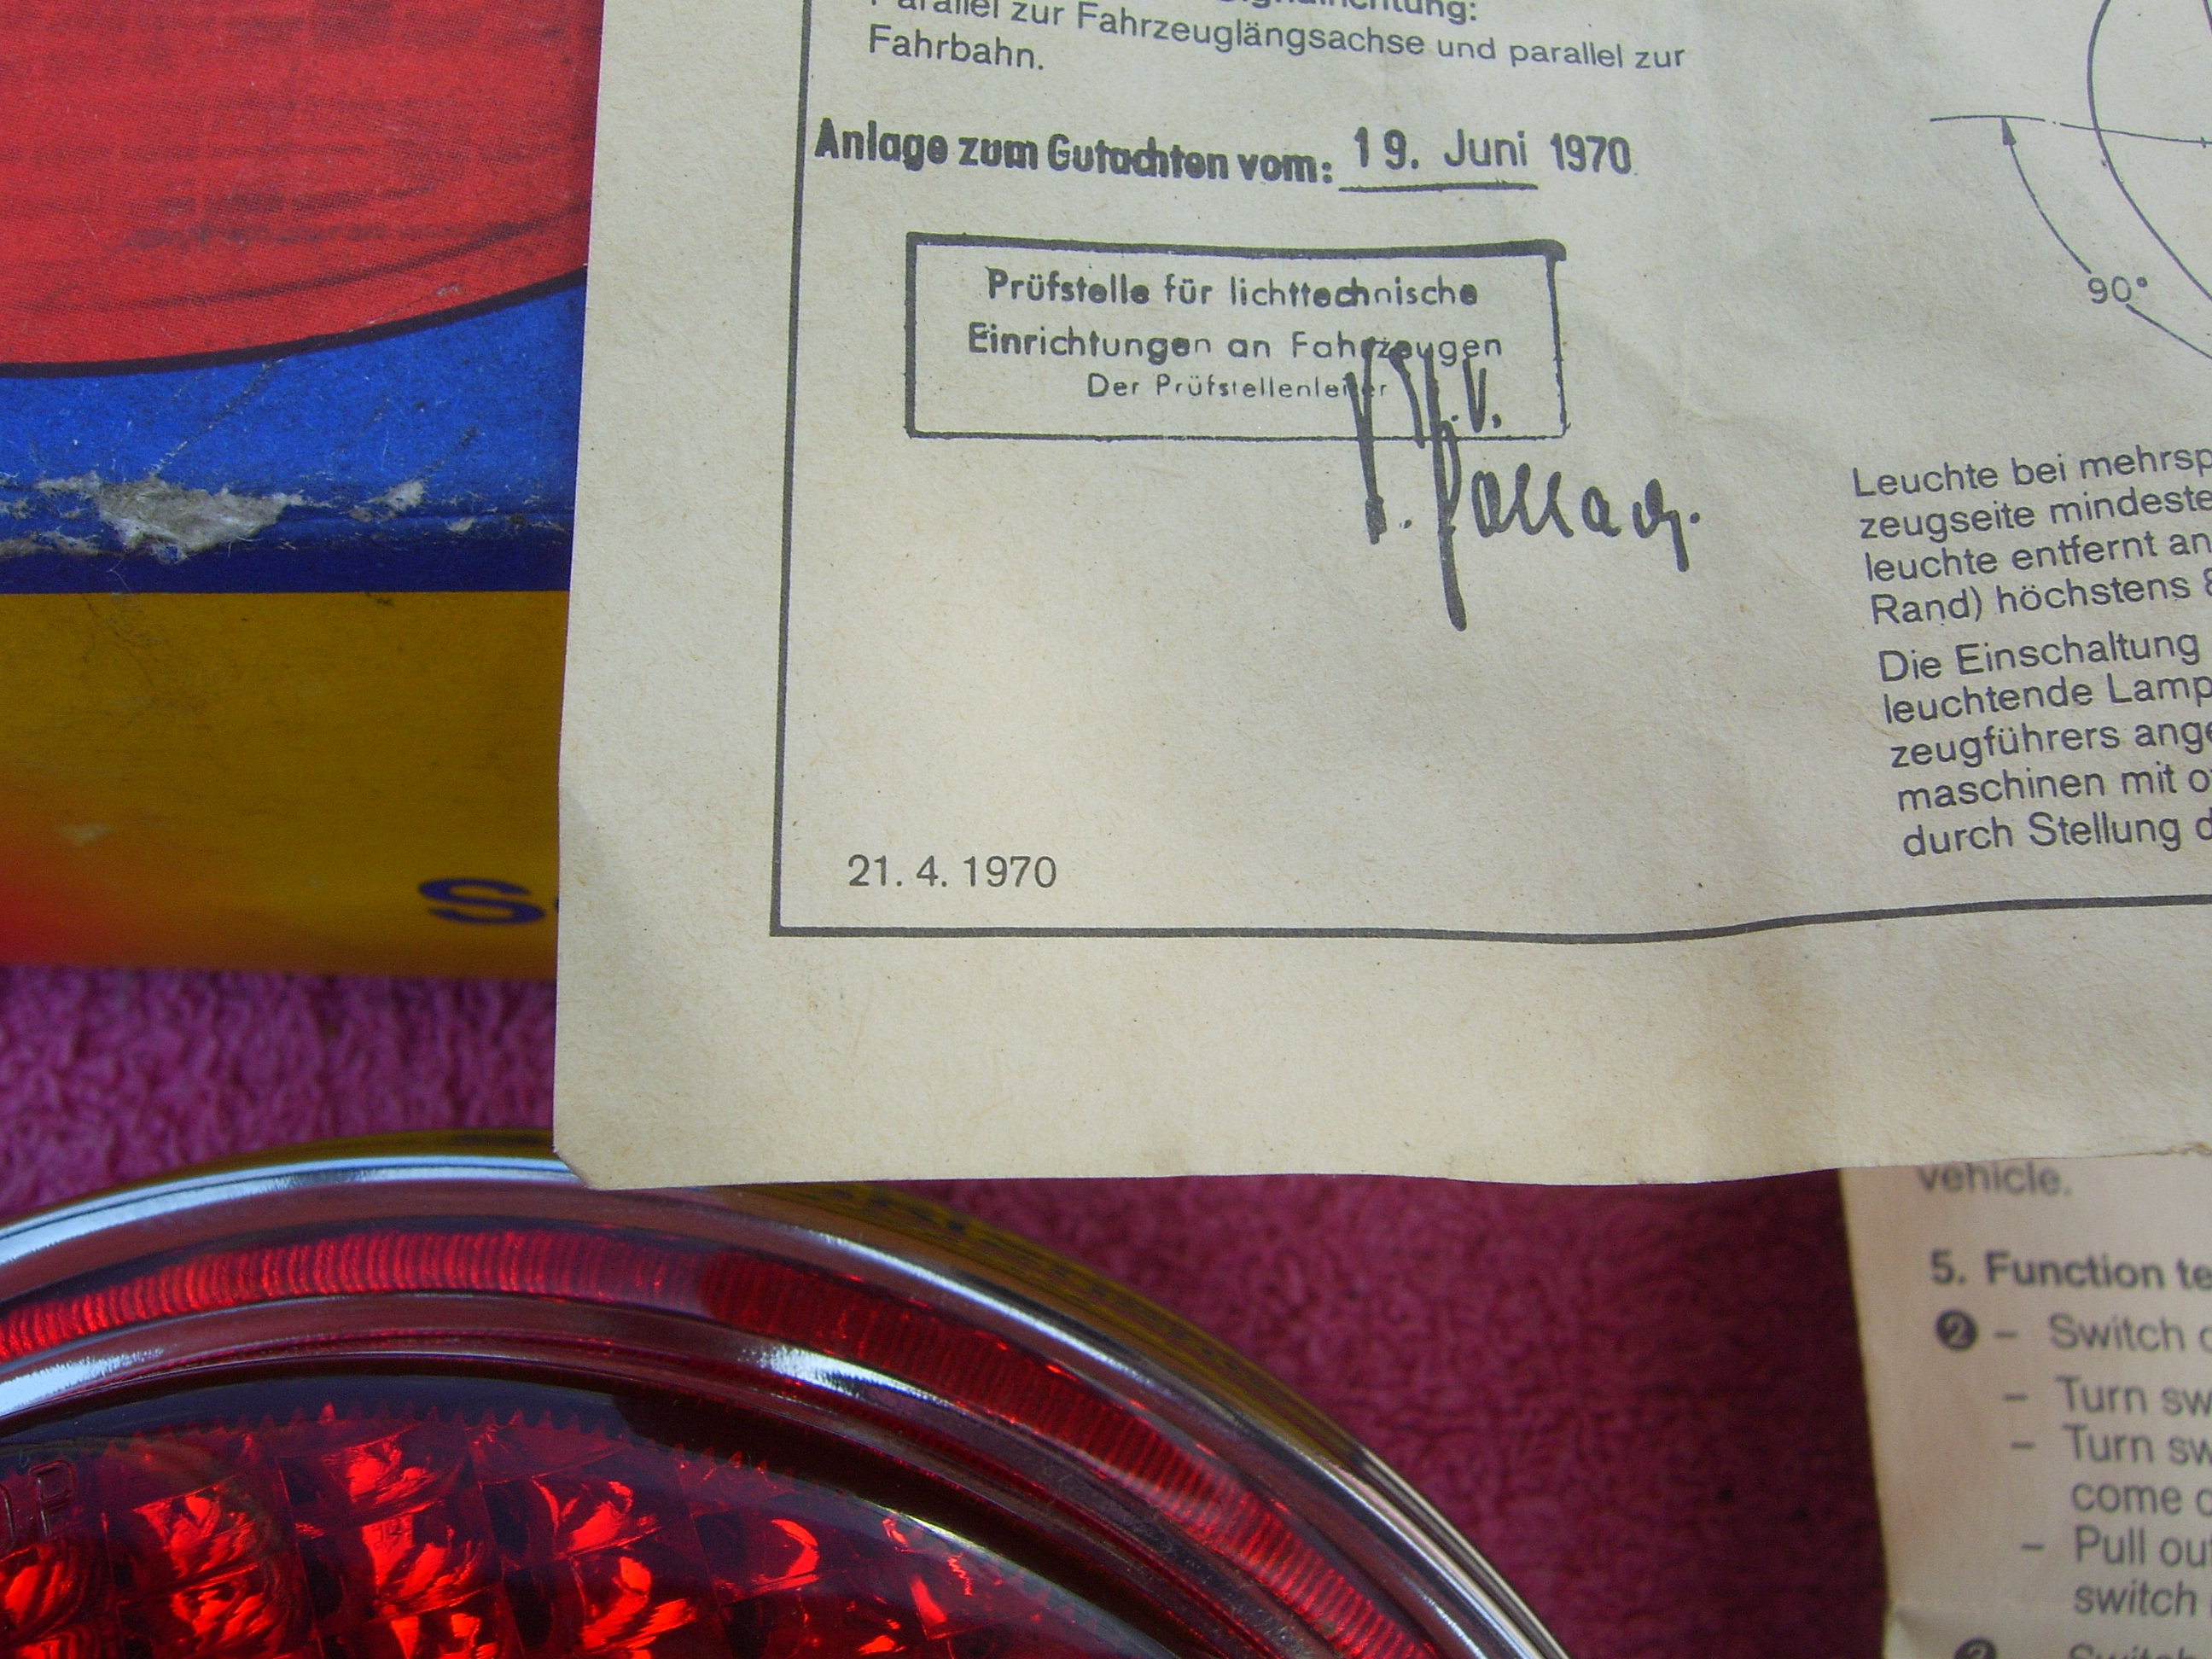 Parallel zur Fahrzeuglängsachse und parallel zur
Fahrbahn.
Anlage zum Gutachten vom: 19. Juni 1970
Prüfstelle für lichttechnische
Einrichtungen an Fahrzeugen
Der Prüfstellenleiter
I.V.
21. 4. 1970
90°
Leuchte bei mehrsp
zeugseite mindeste
leuchte entfernt an
Rand) höchstens
Die Einschaltung
leuchtende Lamp
zeugführers ange
maschinen mit o
durch Stellung d
S
vehicle.
5. Function te
2 – Switch o
– Turn sw
– Turn sw
come o
– Pull out
switch
Switch